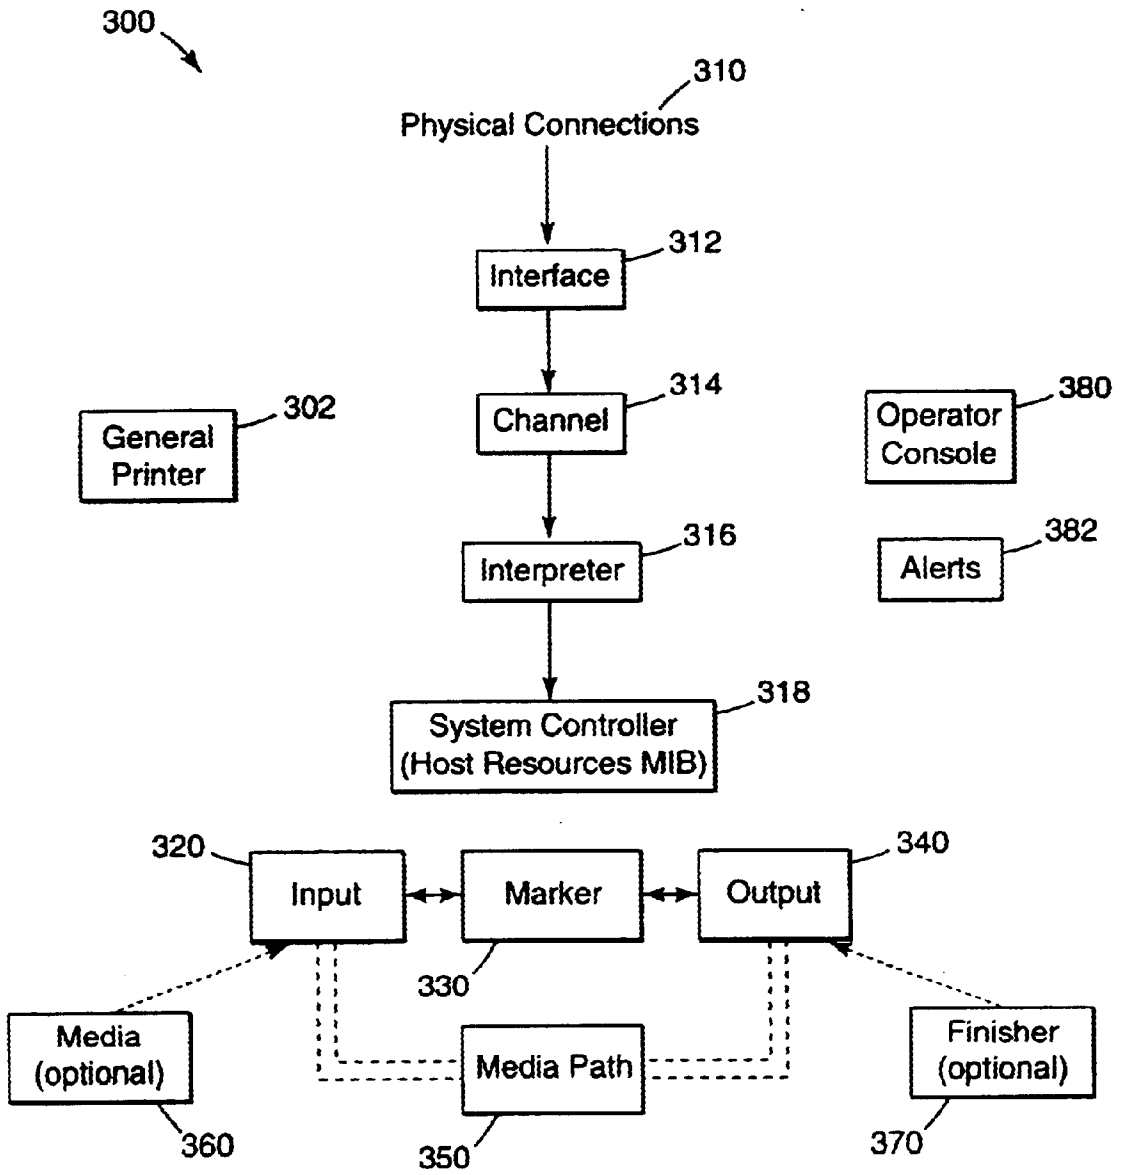 300
310
Physical Connections
312
Interface
314
Channel
302
General
Printer
380
Operator
Console
316
Interpreter
382
Alerts
318
System Controller
(Host Resources MIB)
320
Input
Marker
330
340
Output
Media
(optional)
360
Media Path
350
Finisher
(optional)
370